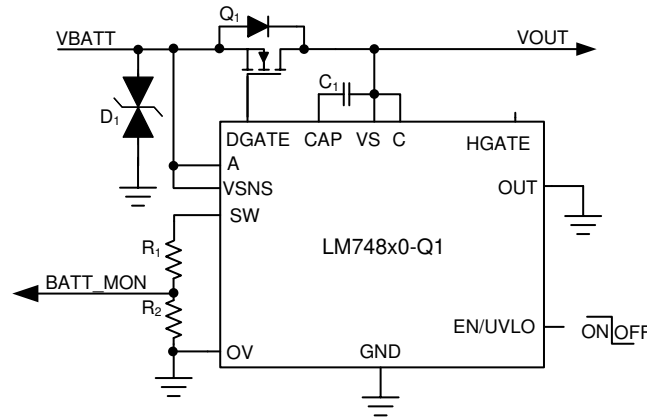 Q1
VBATT
VOUT
C1
D1
DGATE
CAP
VS
C
HGATE
A
VSNS
OUT
SW
LM748x0-Q1
R1
BATT_MON
R2
EN/UVLO
ON
OFF
OV
GND